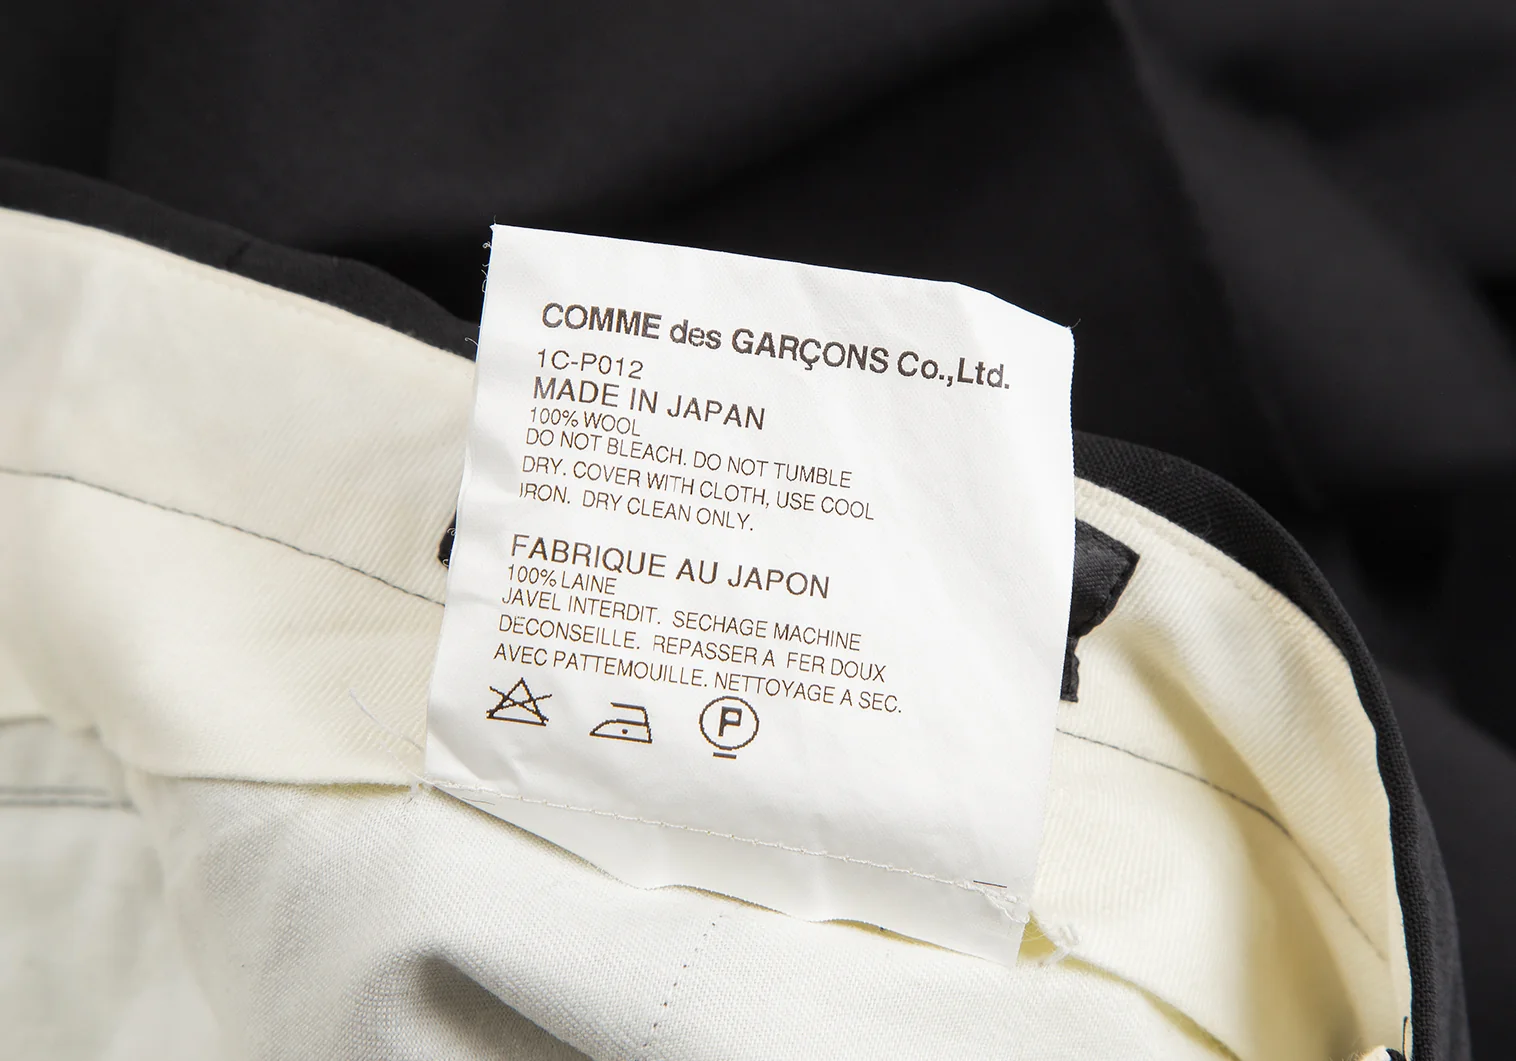 COMME des GARÇONS Co.,Ltd.
1C-P012
MADE IN JAPAN
100% WOOL
DO NOT BLEACH. DO NOT TUMBLE
DRY. COVER WITH CLOTH, USE COOL
IRON. DRY CLEAN ONLY.
FABRIQUE AU JAPON
100% LAINE
JAVEL INTERDIT. SECHAGE MACHINE
DECONSEILLE. REPASSER A FER DOUX
AVEC PATTEMOUILLE. NETTOYAGE A SEC.
P